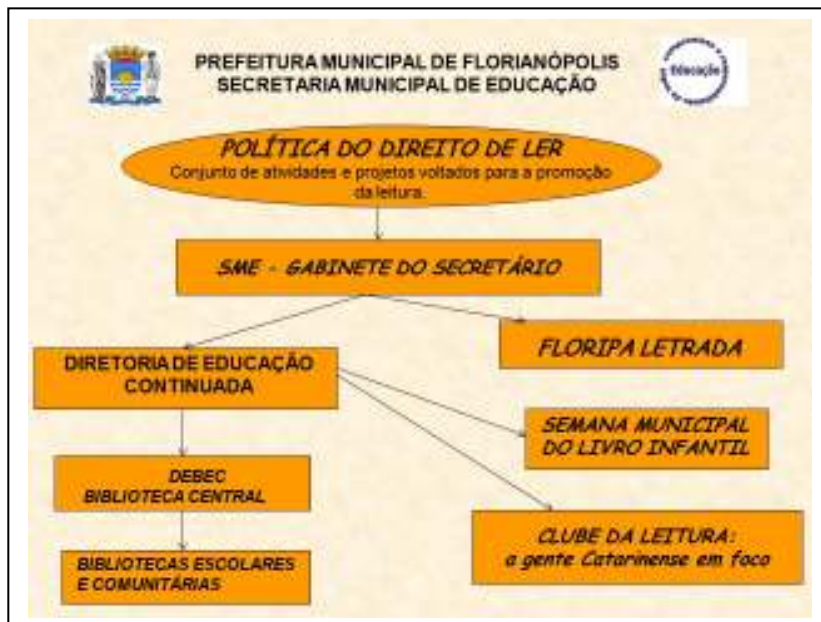 PREFEITURA MUNICIPAL DE FLORIANÓPOLIS
SECRETARIA MUNICIPAL DE EDUCAÇÃO
Educação
POLÍTICA DO DIREITO DE LER
Conjunto de atividades e projetos voltados para a promoção
da leitura.
SME - GABINETE DO SECRETÁRIO
FLORIPA LETRADA
DIRETORIA DE EDUCAÇÃO
CONTINUADA
SEMANA MUNICIPAL
DO LIVRO INFANTIL
DEBEC
BIBLIOTECA CENTRAL
CLUBE DA LEITURA:
a gente Catarinense em foco
BIBLIOTECAS ESCOLARES
E COMUNITÁRIAS